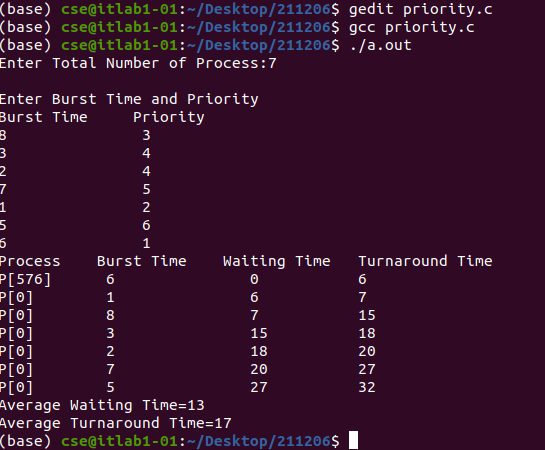 (base) cse@itlab1-01:~/Desktop/211206$ gedit priority.c
(base) cse@itlab1-01:~/Desktop/211206$ gcc priority.c
(base) cse@itlab1-01:~/Desktop/211206$ ./a.out
Enter Total Number of Process:7

Enter Burst Time and Priority
Burst Time     Priority
8               3
3               4
2               4
7               5
1               2
5               6
6               1
Process    Burst Time    Waiting Time   Turnaround Time
P[576]      6               0           6
P[0]        1               6           7
P[0]        8               7           15
P[0]        3               15          18
P[0]        2               18          20
P[0]        7               20          27
P[0]        5               27          32
Average Waiting Time=13
Average Turnaround Time=17
(base) cse@itlab1-01:~/Desktop/211206$